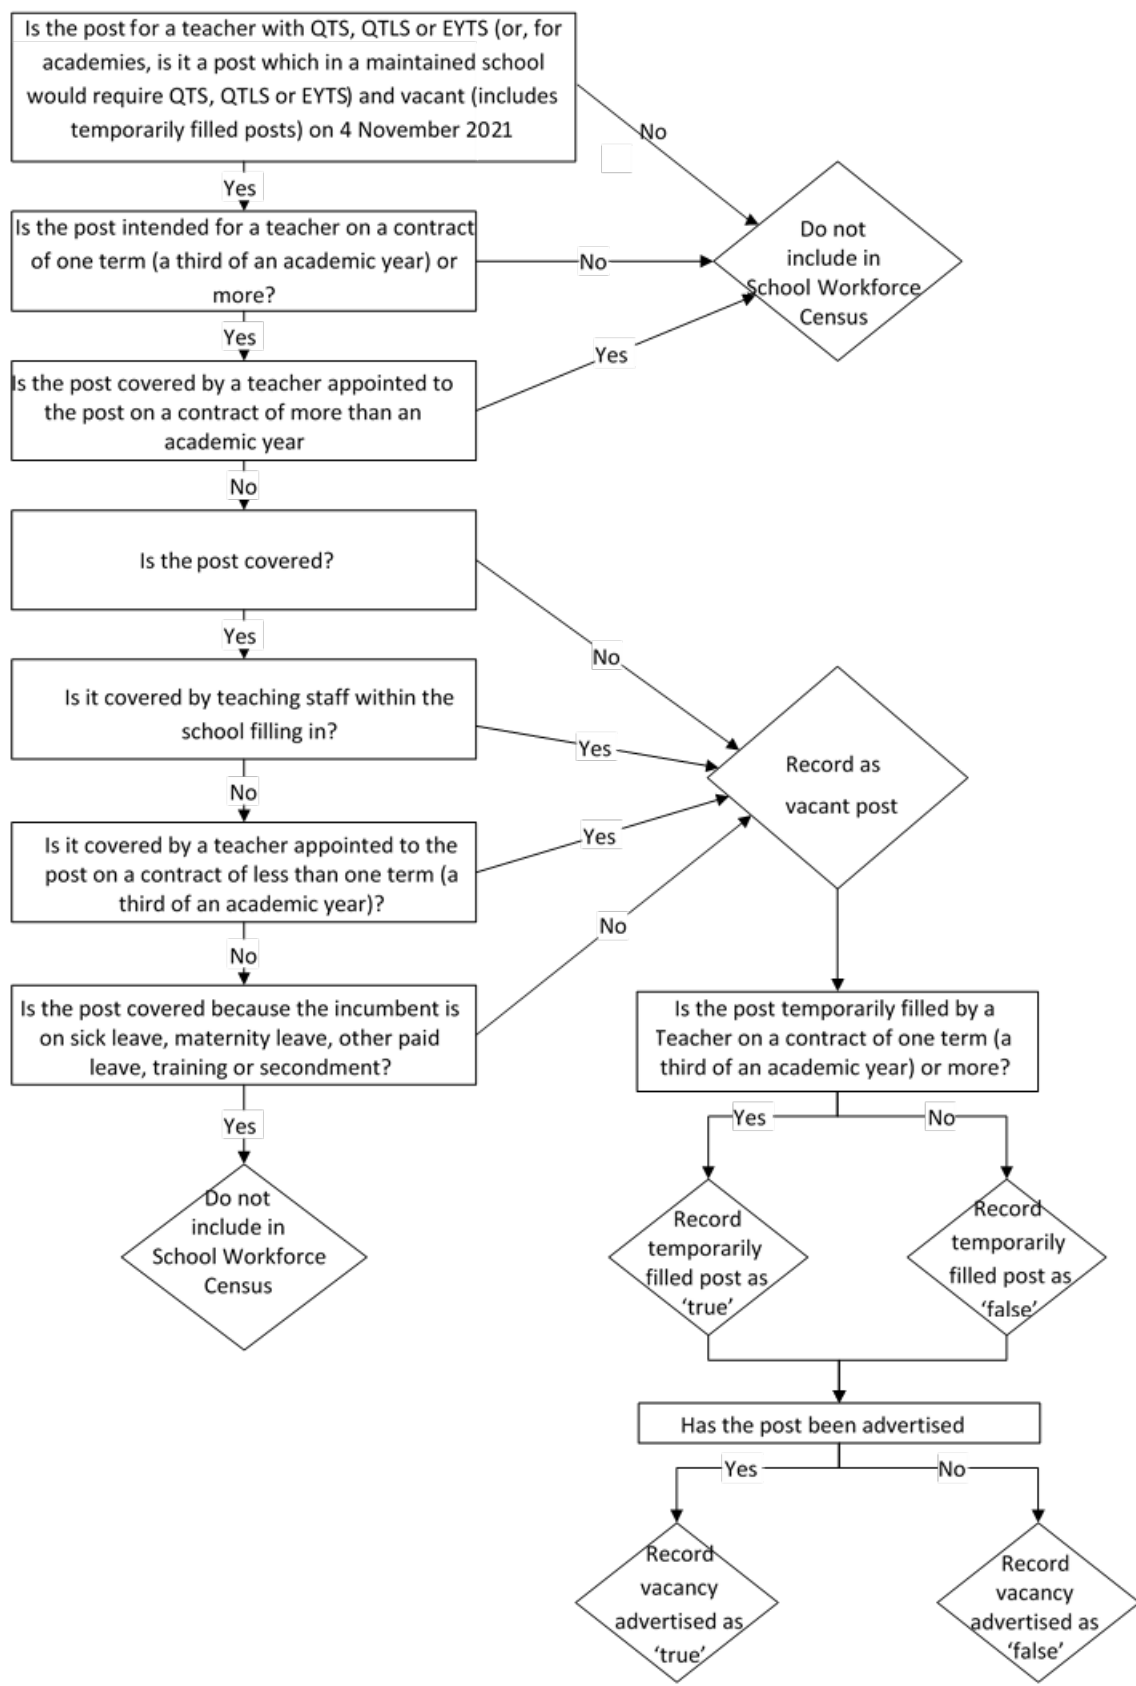 Is the post for a teacher with QTS, QTLS or EYTS (or, for
academies, is it a post which in a maintained school
would require QTS, QTLS or EYTS) and vacant (includes
temporarily filled posts) on 4 November 2021
No
Yes
Is the post intended for a teacher on a contract
of one term (a third of an academic year) or
more?
No
Do not
include in
School Workforce
Census
Yes
Is the post covered by a teacher appointed to
the post on a contract of more than an
academic year
Yes
No
Is the post covered?
No
Yes
Is it covered by teaching staff within the
school filling in?
Yes
Record as
vacant post
No
Is it covered by a teacher appointed to the
post on a contract of less than one term (a
third of an academic year)?
Yes
No
Is the post covered because the incumbent is
on sick leave, maternity leave, other paid
leave, training or secondment?
No
Yes
Do not
include in
School Workforce
Census
Is the post temporarily filled by a
Teacher on a contract of one term (a
third of an academic year) or more?
Yes
No
Record
temporarily
filled post as
‘true’
Record
temporarily
filled post as
‘false’
Has the post been advertised
Yes
No
Record
vacancy
advertised as
‘true’
Record
vacancy
advertised as
‘false’